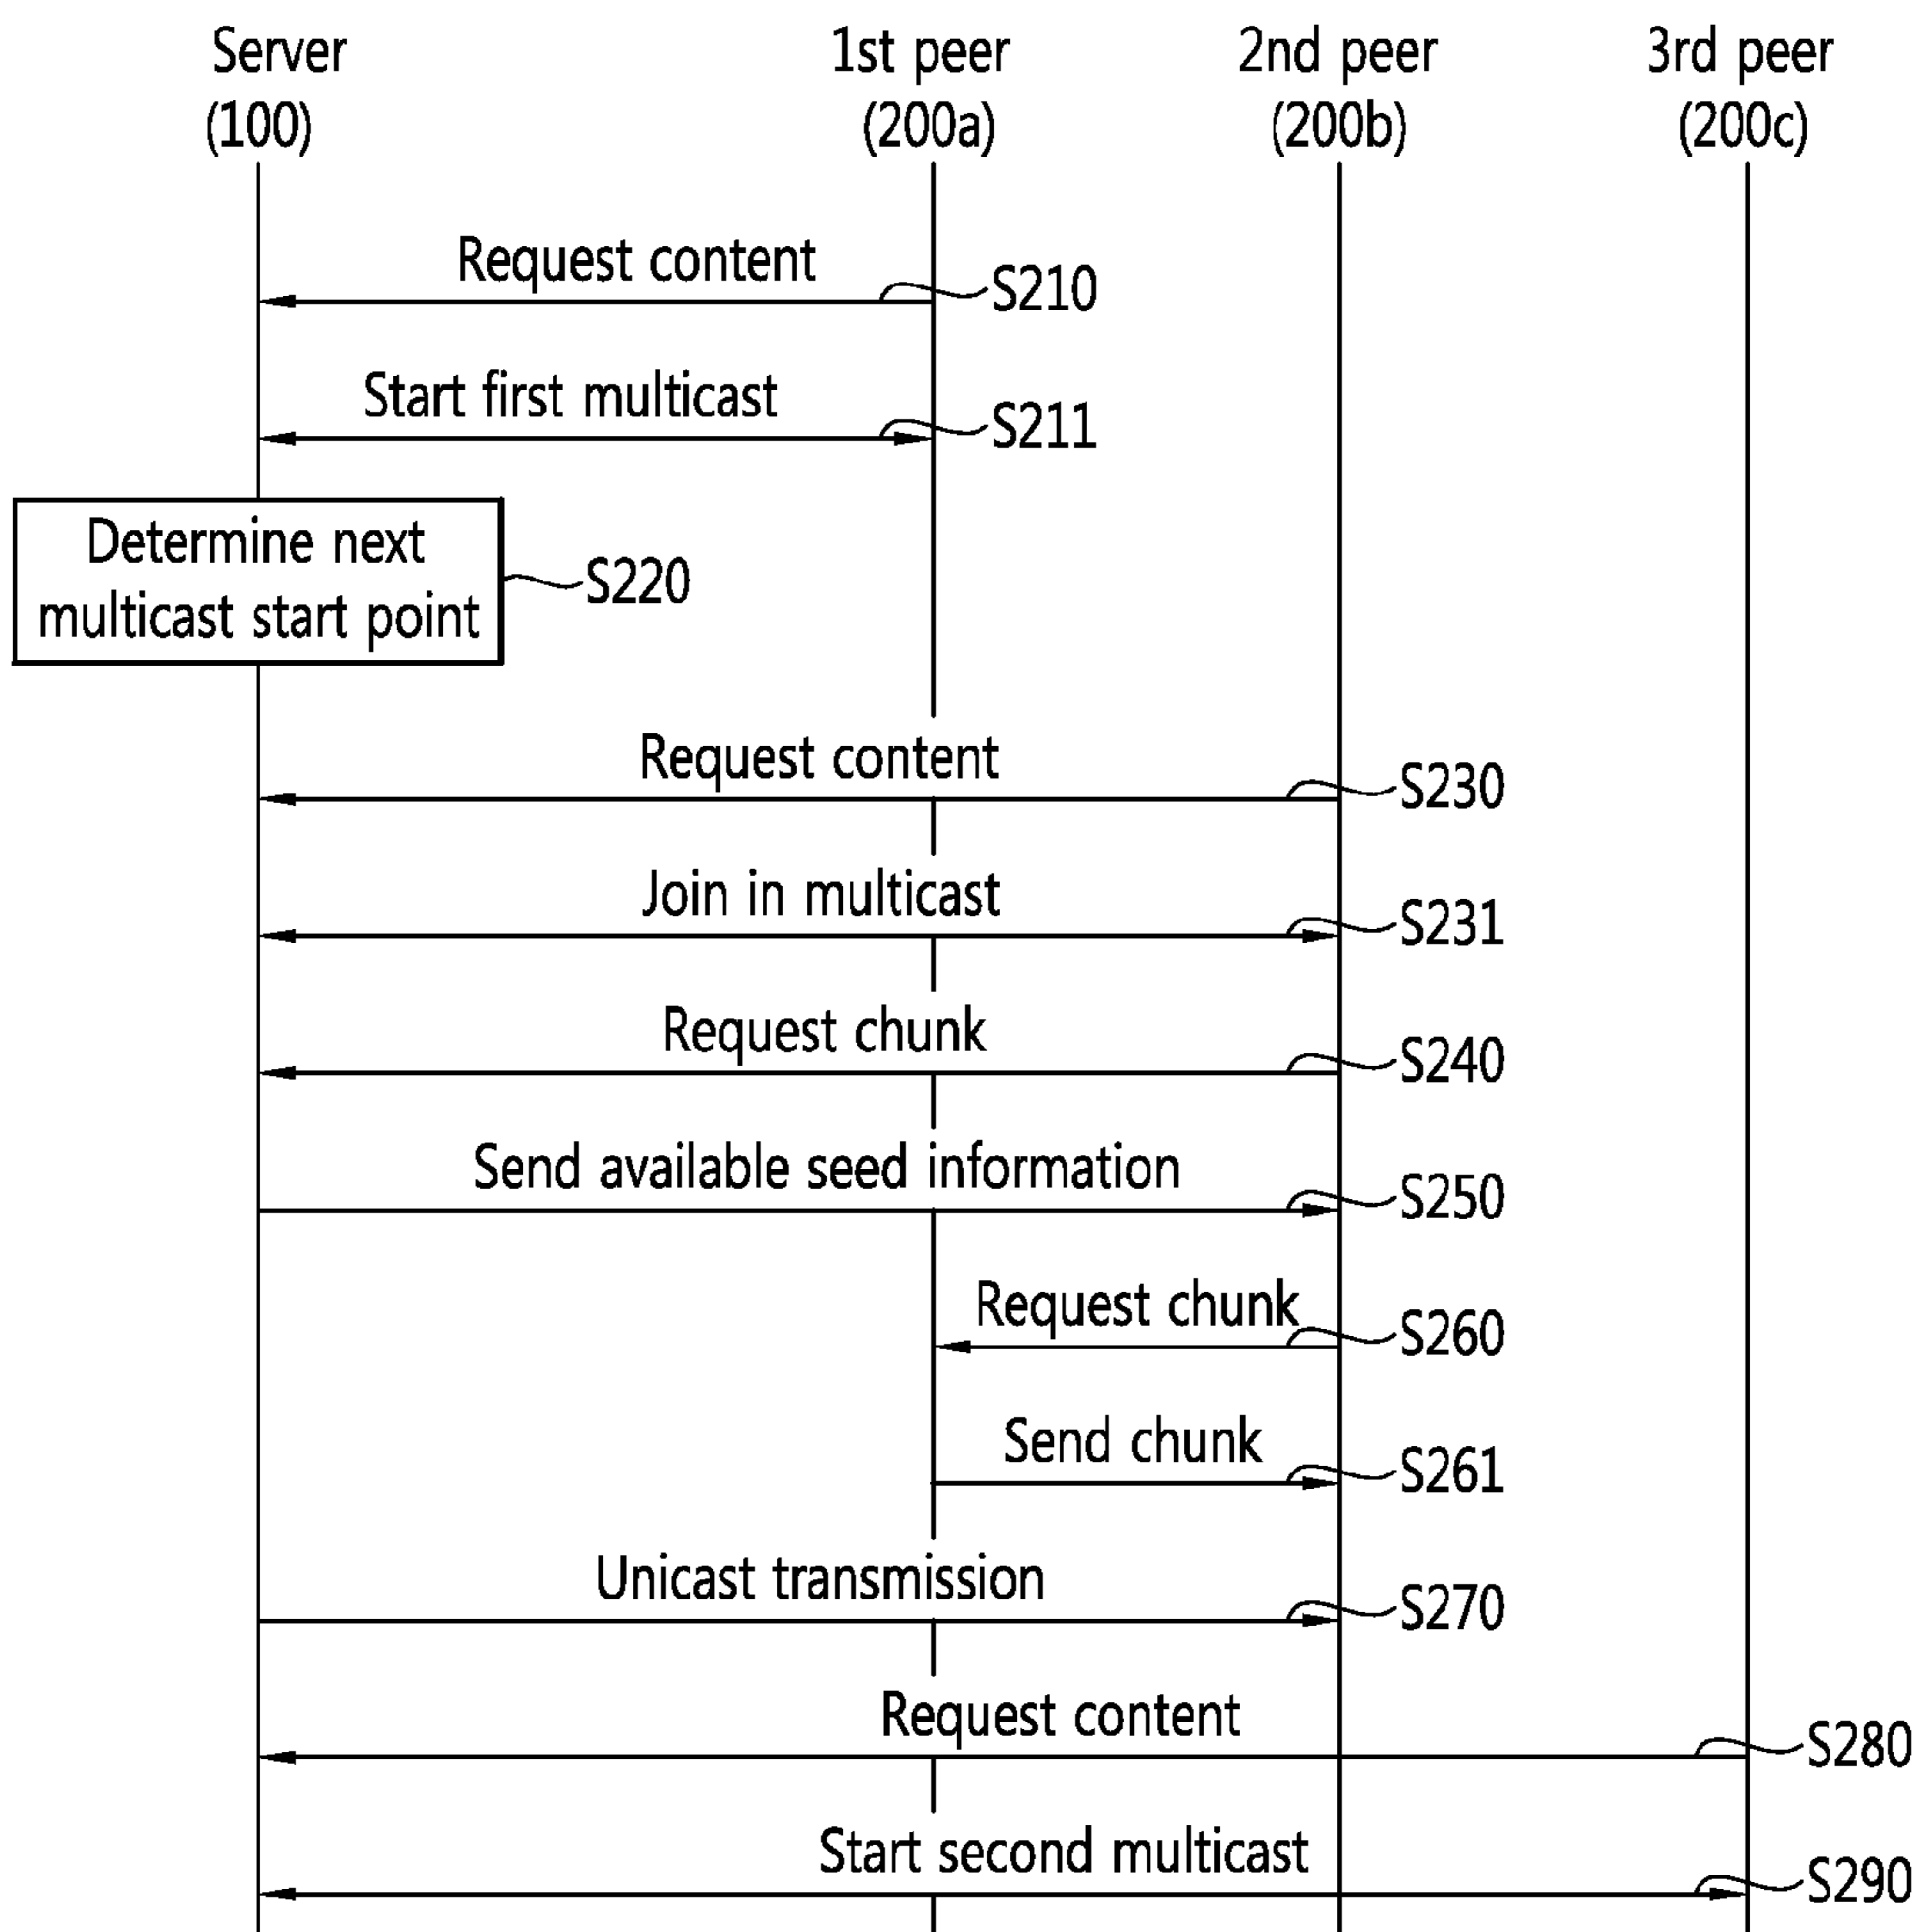 Server
(100)
1st peer
(200a)
2nd peer
(200b)
3rd peer
(200c)
Request content
S210
Start first multicast
S211
Determine next
multicast start point
S220
Request content
S230
Join in multicast
S231
Request chunk
S240
Send available seed information
S250
Request chunk
S260
Send chunk
S261
Unicast transmission
S270
Request content
S280
Start second multicast
S290